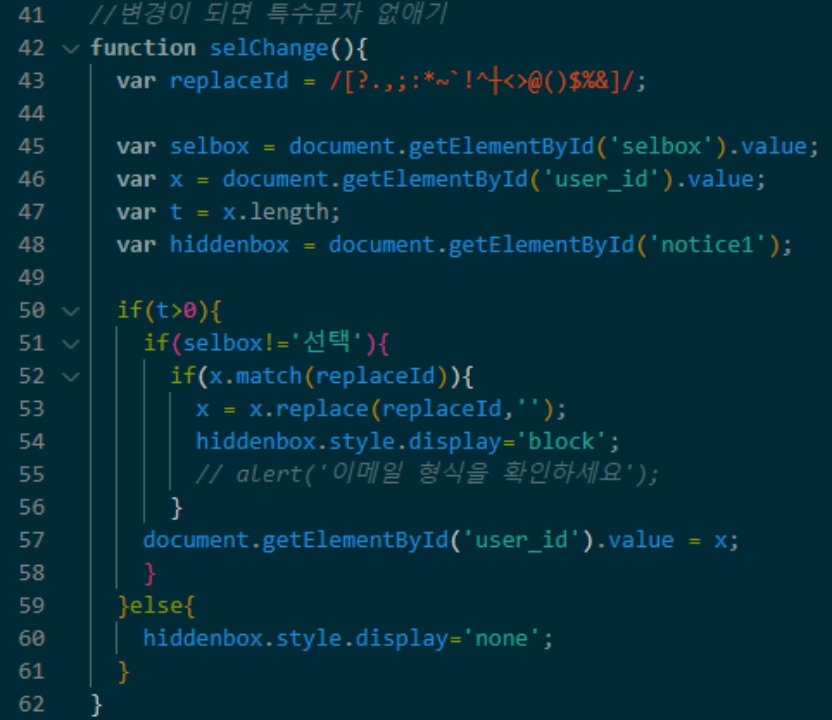 41 //변경이 되면 특수문자 없애기
42 function selChange(){
43 var replaceId = /[?.,;:*~`!^┼<>@()$%&]/;
44
45 var selbox = document.getElementById('selbox').value;
46 var x = document.getElementById('user_id').value;
47 var t = x.length;
48 var hiddenbox = document.getElementById('notice1');
49
50 if(t>0){
51 if(selbox!='선택'){
52 if(x.match(replaceId)){
53 x = x.replace(replaceId,'');
54 hiddenbox.style.display='block';
55 // alert('이메일 형식을 확인하세요');
56 }
57 document.getElementById('user_id').value = x;
58 }
59 }else{
60 hiddenbox.style.display='none';
61 }
62 }